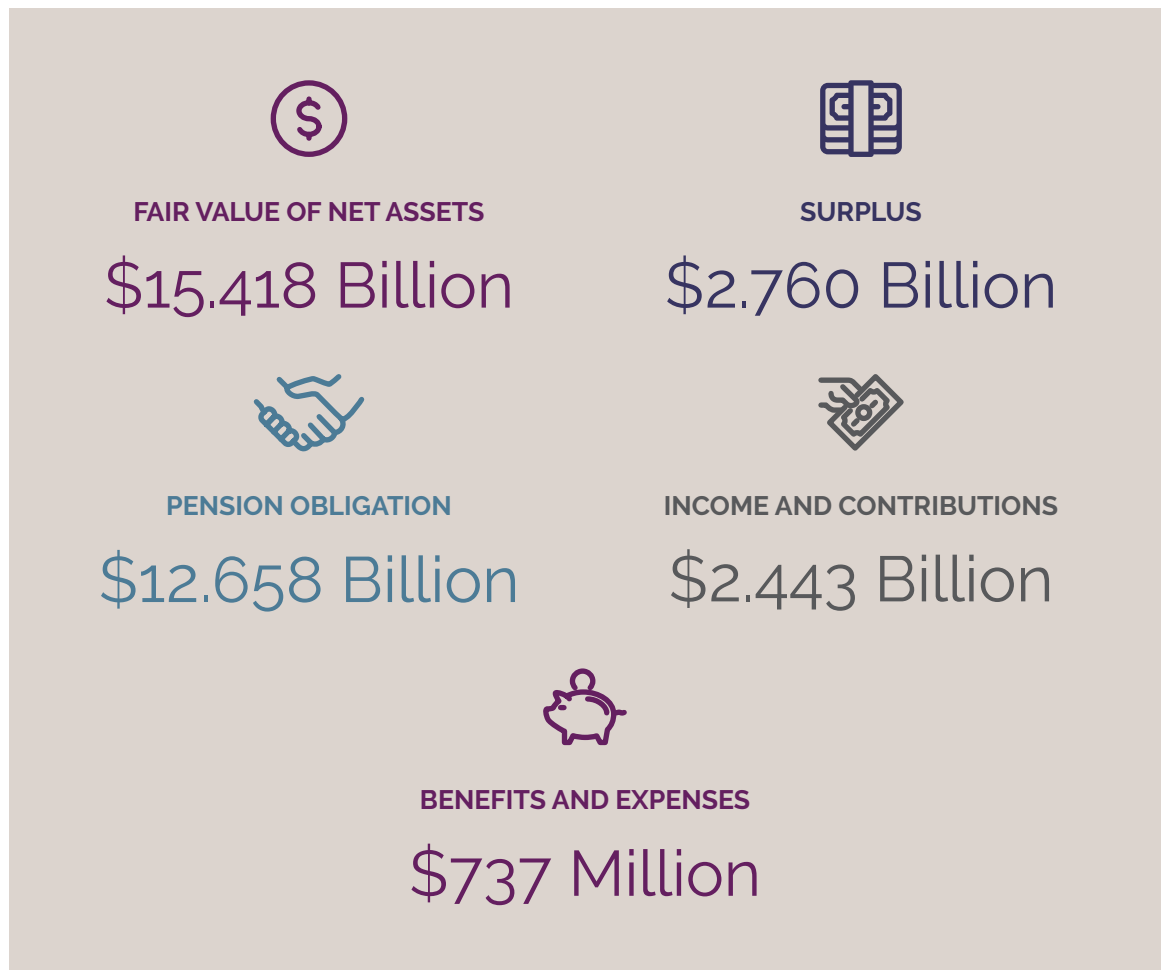 FAIR VALUE OF NET ASSETS
$15.418 Billion
SURPLUS
$2.760 Billion
PENSION OBLIGATION
$12.658 Billion
INCOME AND CONTRIBUTIONS
$2.443 Billion
BENEFITS AND EXPENSES
$737 Million